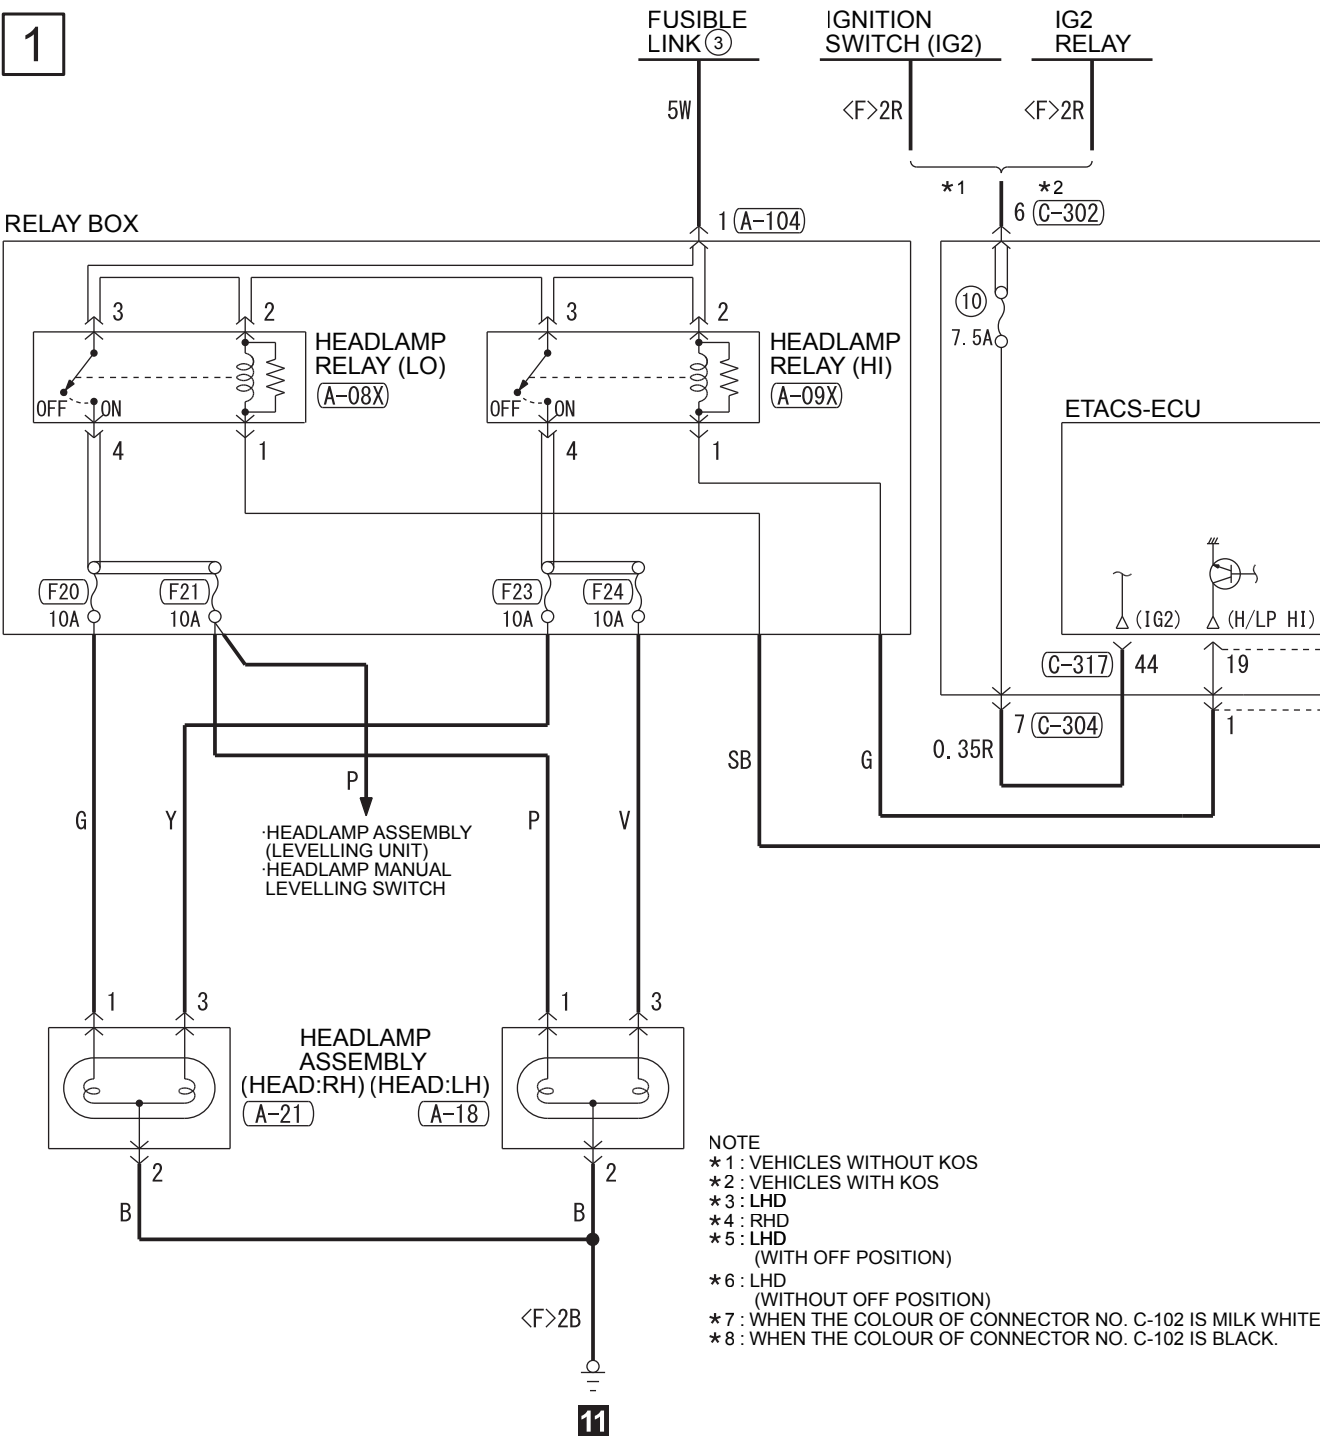 1
FUSIBLE
LINK ③
IGNITION
SWITCH (IG2)
IG2
RELAY
5W
<F>2R
<F>2R
*1
*2
1 (A-104)
6 (C-302)
RELAY BOX
3
2
3
2
HEADLAMP
RELAY (LO)
(A-08X)
HEADLAMP
RELAY (HI)
(A-09X)
OFF
ON
OFF
ON
4
1
4
1
⑩
7.5A
ETACS-ECU
F20
10A
F21
10A
F23
10A
F24
10A
(IG2)
(H/LP HI)
(C-317) 44
19
7 (C-304)
1
0.35R
SB
G
P
G
Y
P
V
·HEADLAMP ASSEMBLY
(LEVELLING UNIT)
·HEADLAMP MANUAL
LEVELLING SWITCH
1
3
1
3
HEADLAMP
ASSEMBLY
(HEAD:RH) (HEAD:LH)
(A-21)
(A-18)
2
2
B
B
<F>2B
11
NOTE
*1 : VEHICLES WITHOUT KOS
*2 : VEHICLES WITH KOS
*3 : LHD
*4 : RHD
*5 : LHD
(WITH OFF POSITION)
*6 : LHD
(WITHOUT OFF POSITION)
*7 : WHEN THE COLOUR OF CONNECTOR NO. C-102 IS MILK WHITE
*8 : WHEN THE COLOUR OF CONNECTOR NO. C-102 IS BLACK.